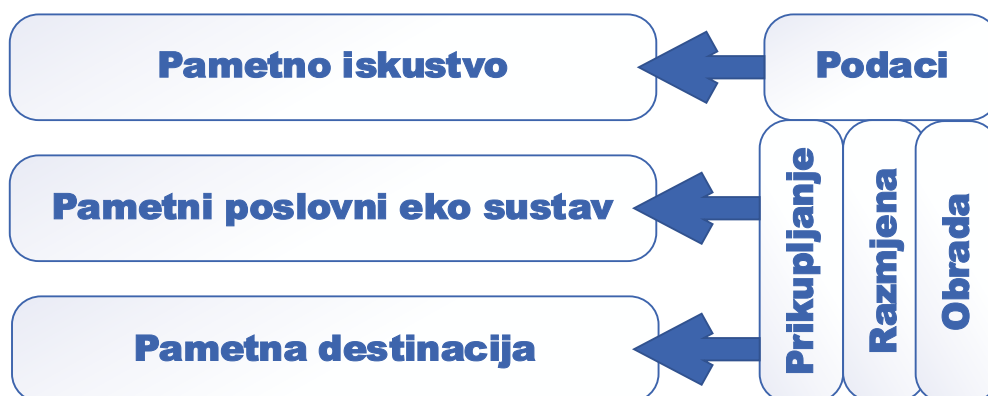 Pametno iskustvo
Podaci
Pametni poslovni eko sustav
Pametna destinacija
Prikupljanje
Razmjena
Obrada